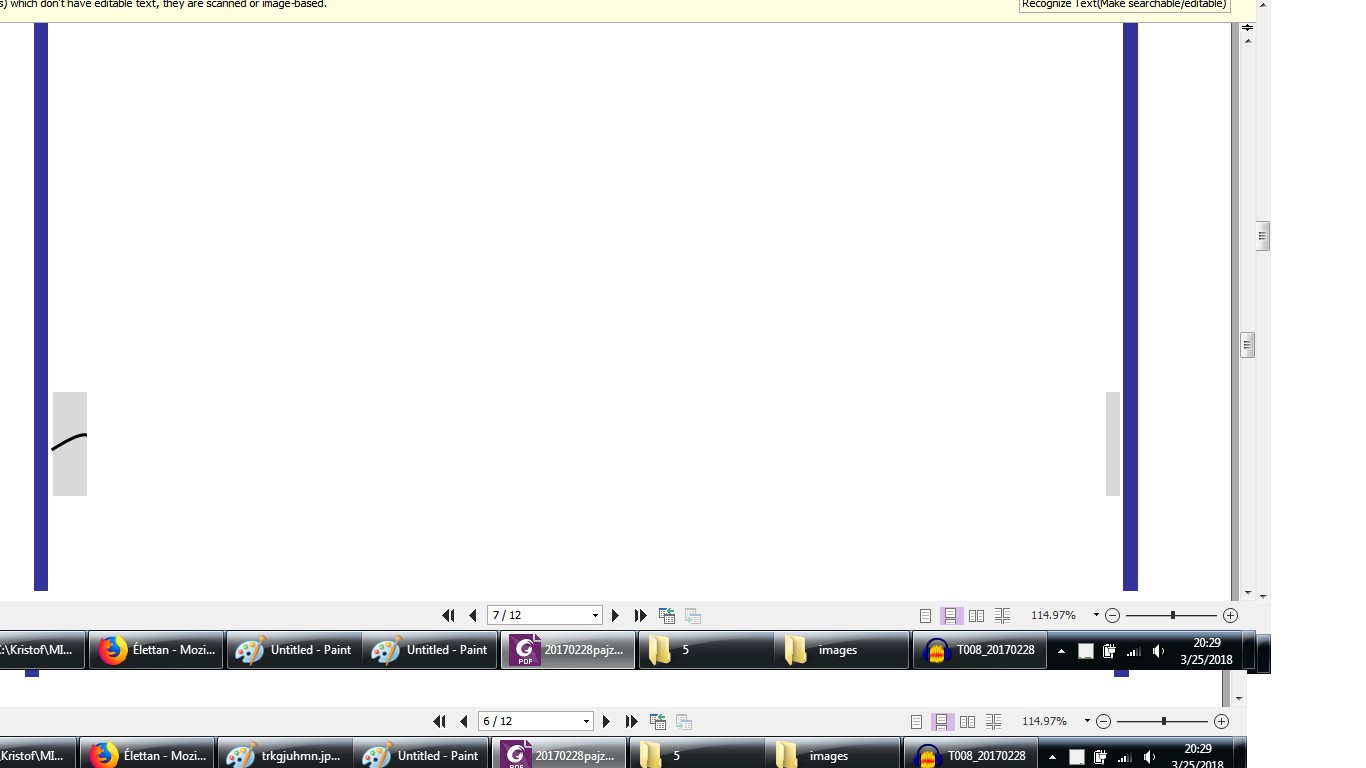 s) which don't have editable text, they are scanned or image-based.
Recognize Text(Make searchable/editable)
7 / 12
114.97%
:\Kristof\MI...
Élettan - Mozi...
Untitled - Paint
Untitled - Paint
PDF
20170228pajz...
5
images
T008_20170228
20:29
3/25/2018
6 / 12
114.97%
Kristof\MI...
Élettan - Mozi...
trkgjuhmn.jp...
Untitled - Paint
PDF
20170228pajz...
5
images
T008_20170228
20:29
3/25/2018